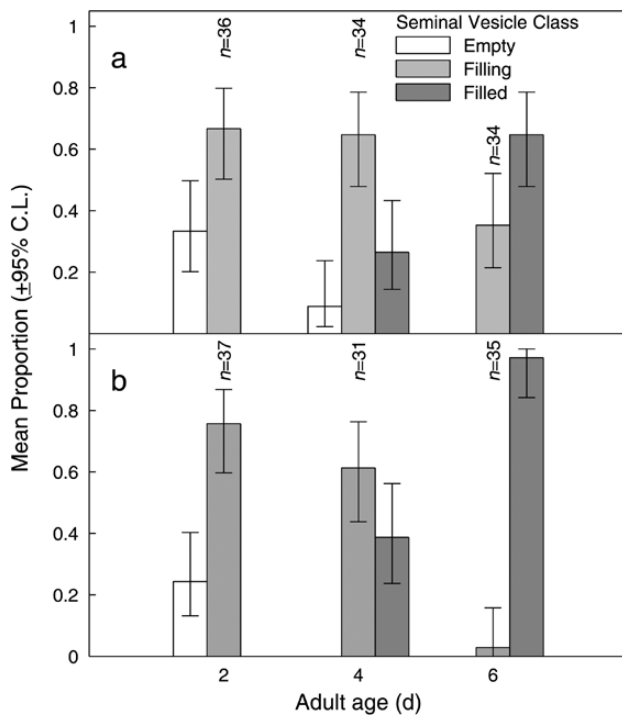 Seminal Vesicle Class
Empty
Filling
Filled
a
n=36
n=34
n=34
1
0.8
0.6
0.4
0.2
b
n=37
n=31
n=35
1
0.8
0.6
0.4
0.2
0
2
4
6
Mean Proportion (±95% C.L.)
Adult age (d)